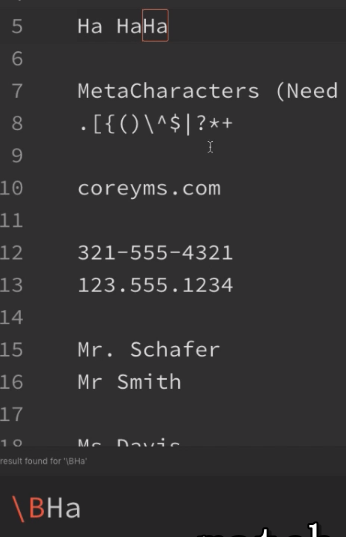 5 Ha HaHa
6
7 MetaCharacters (Need
8 .[{()\^$|?*+
9
10 coreyms.com
11
12 321-555-4321
13 123.555.1234
14
15 Mr. Schafer
16 Mr Smith
17
18 Ms Davis
result found for '\BHa'
\BHa